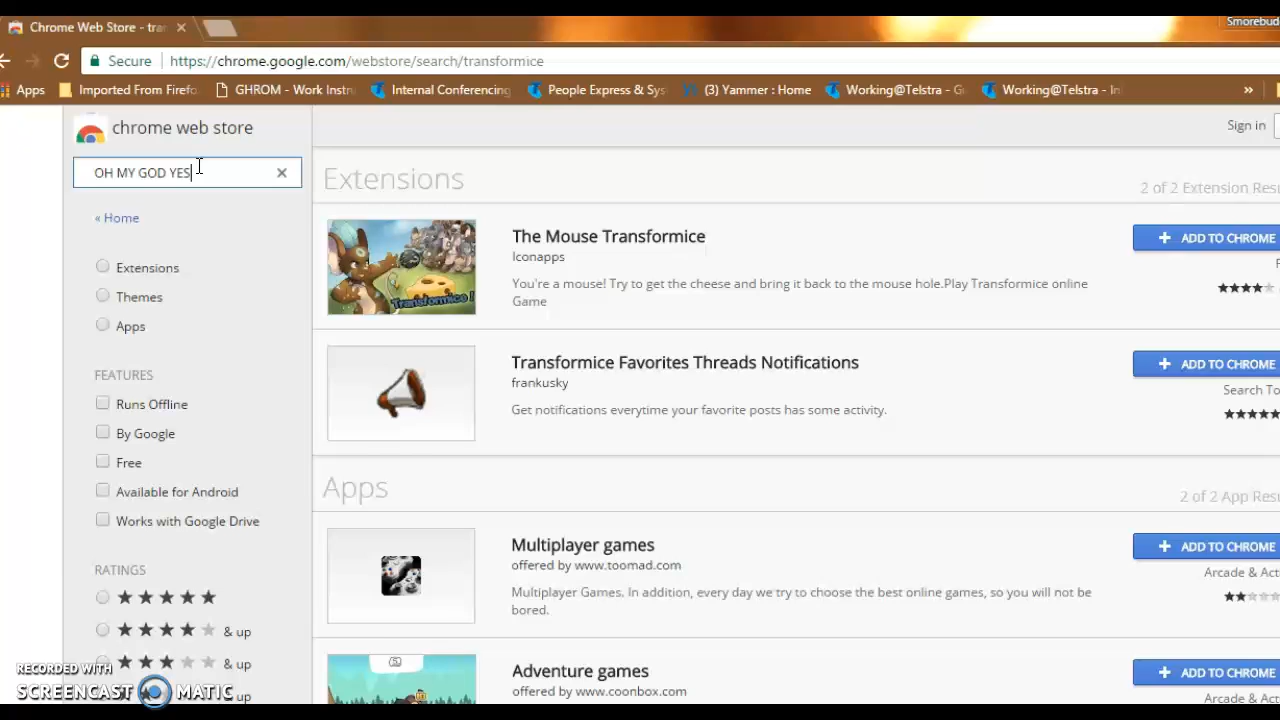 Chrome Web Store - tran
Smorebud
Secure https://chrome.google.com/webstore/search/transformice
Apps Imported From Firefo GHROM - Work Instru Internal Conferencing People Express & Sys (3) Yammer : Home Working@Telstra - G Working@Telstra - In »
chrome web store
Sign in
OH MY GOD YES
« Home
Extensions
Themes
Apps
FEATURES
Runs Offline
By Google
Free
Available for Android
Works with Google Drive
RATINGS
& up
& up
up
Extensions
2 of 2 Extension Resu
The Mouse Transformice
Iconapps
You're a mouse! Try to get the cheese and bring it back to the mouse hole.Play Transformice online
Game
Transformice !
+ ADD TO CHROME
F
Transformice Favorites Threads Notifications
frankusky
Get notifications everytime your favorite posts has some activity.
+ ADD TO CHROME
Search To
Apps
2 of 2 App Resu
Multiplayer games
offered by www.toomad.com
Multiplayer Games. In addition, every day we try to choose the best online games, so you will not be
bored.
+ ADD TO CHROME
Arcade & Acti
Adventure games
offered by www.coonbox.com
+ ADD TO CHROME
Arcade & Acti
RECORDED WITH
SCREENCAST MATIC